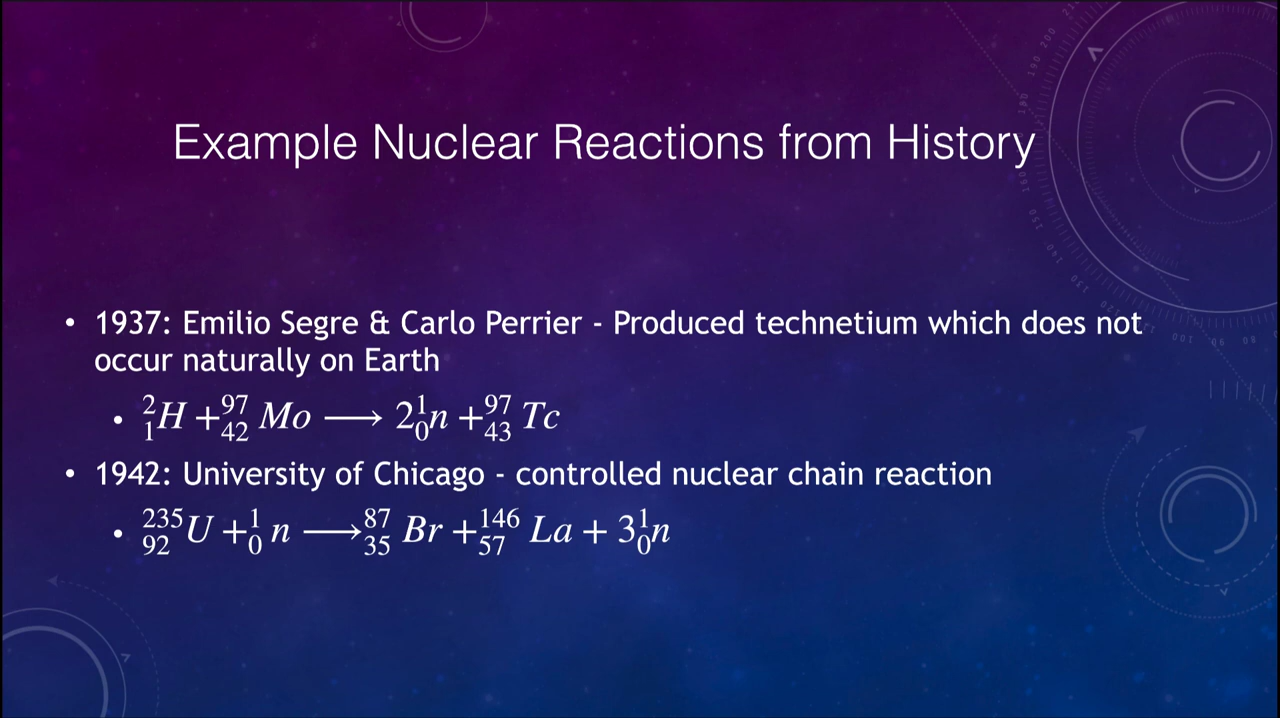 Example Nuclear Reactions from History
• 1937: Emilio Segre & Carlo Perrier - Produced technetium which does not
occur naturally on Earth
• ²₁H + ⁹⁷₄₂Mo ⟶ 2¹₀n + ⁹⁷₄₃Tc
• 1942: University of Chicago - controlled nuclear chain reaction
• ²³⁵₉₂U + ¹₀n ⟶ ⁸⁷₃₅Br + ¹⁴⁶₅₇La + 3¹₀n